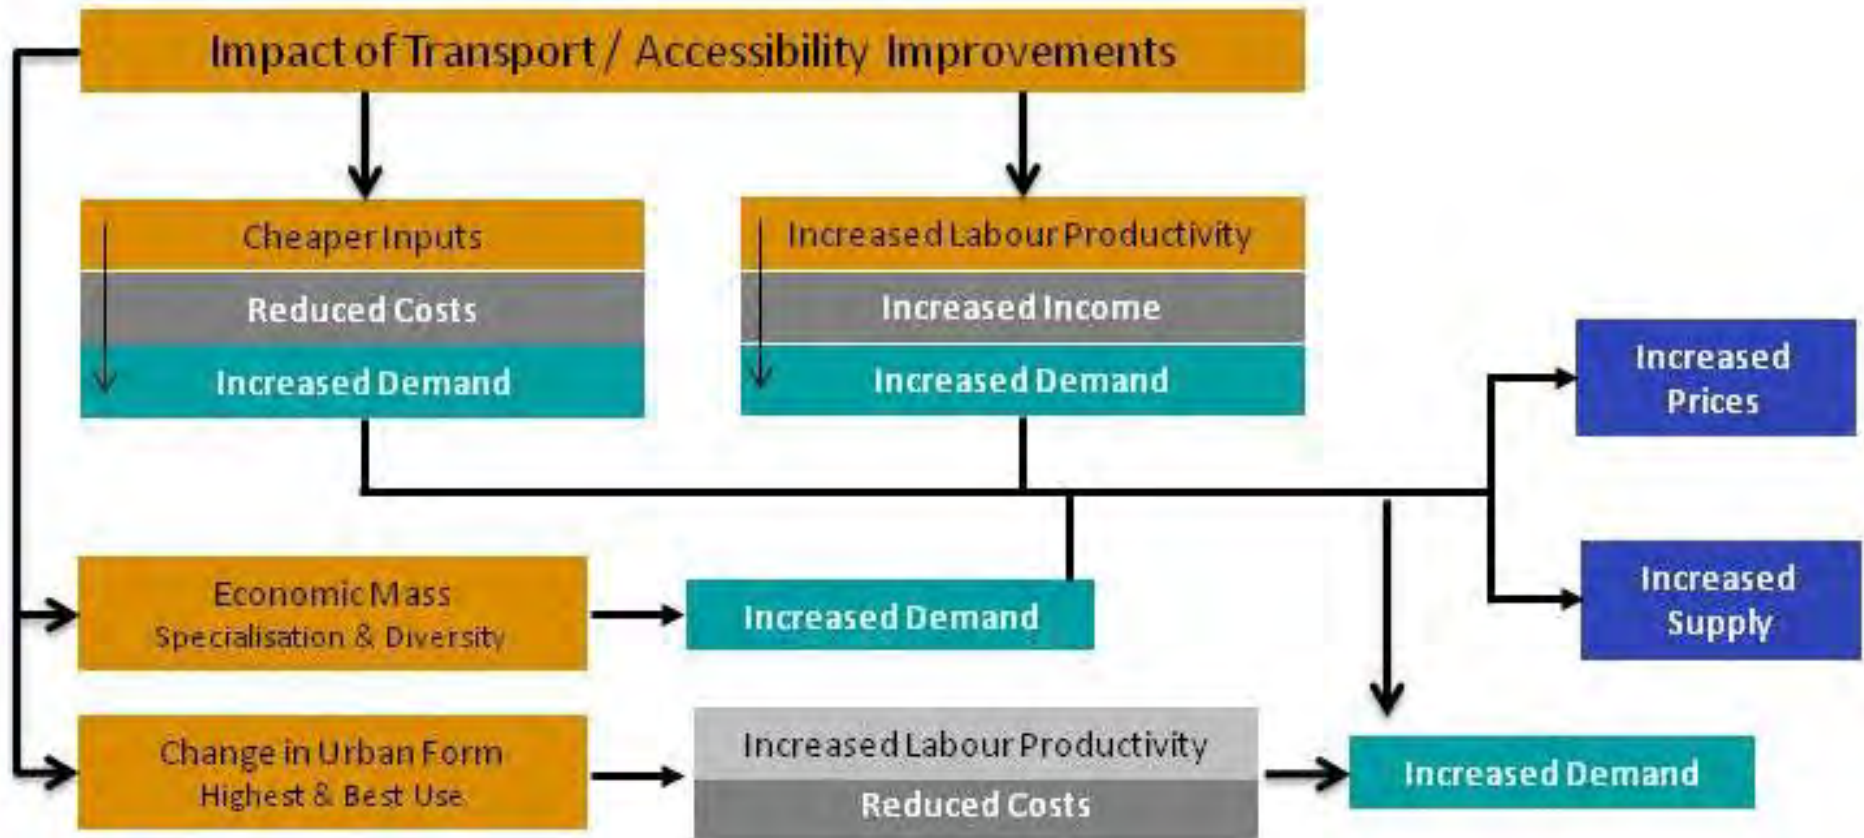 Impact of Transport / Accessibility Improvements
Cheaper Inputs
Reduced Costs
Increased Demand
Increased Labour Productivity
Increased Income
Increased Demand
Increased
Prices
Increased
Supply
Economic Mass
Specialisation & Diversity
Increased Demand
Change in Urban Form
Highest & Best Use
Increased Labour Productivity
Reduced Costs
Increased Demand